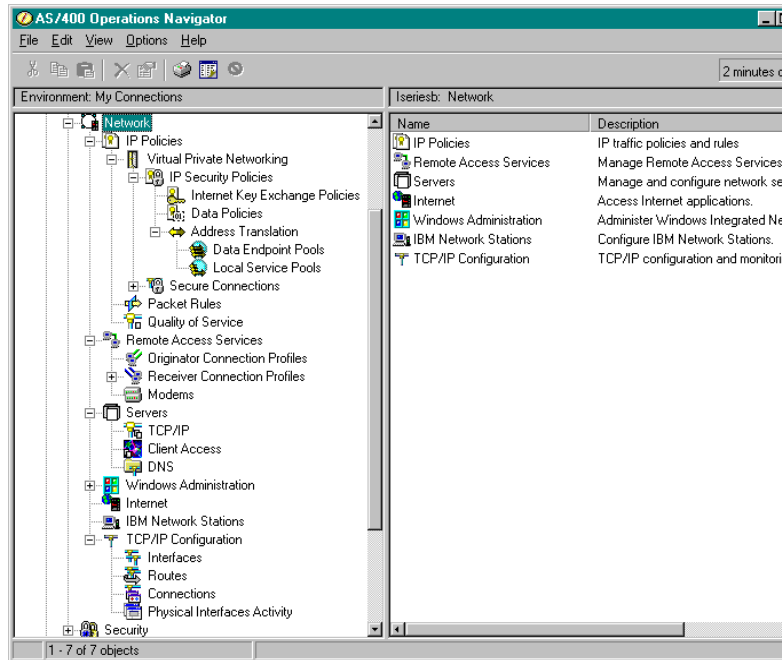 AS/400 Operations Navigator
File Edit View Options Help
2 minutes
Environment: My Connections
Iseriesb: Network
Network
IP Policies
Virtual Private Networking
IP Security Policies
Internet Key Exchange Policies
Data Policies
Address Translation
Data Endpoint Pools
Local Service Pools
Secure Connections
Packet Rules
Quality of Service
Remote Access Services
Originator Connection Profiles
Receiver Connection Profiles
Modems
Servers
TCP/IP
Client Access
DNS
Windows Administration
Internet
IBM Network Stations
TCP/IP Configuration
Interfaces
Routes
Connections
Physical Interfaces Activity
Security
Name Description
IP Policies IP traffic policies and rules
Remote Access Services Manage Remote Access Services
Servers Manage and configure network se
Internet Access Internet applications.
Windows Administration Administer Windows Integrated Ne
IBM Network Stations Configure IBM Network Stations.
TCP/IP Configuration TCP/IP configuration and monitori
1 - 7 of 7 objects